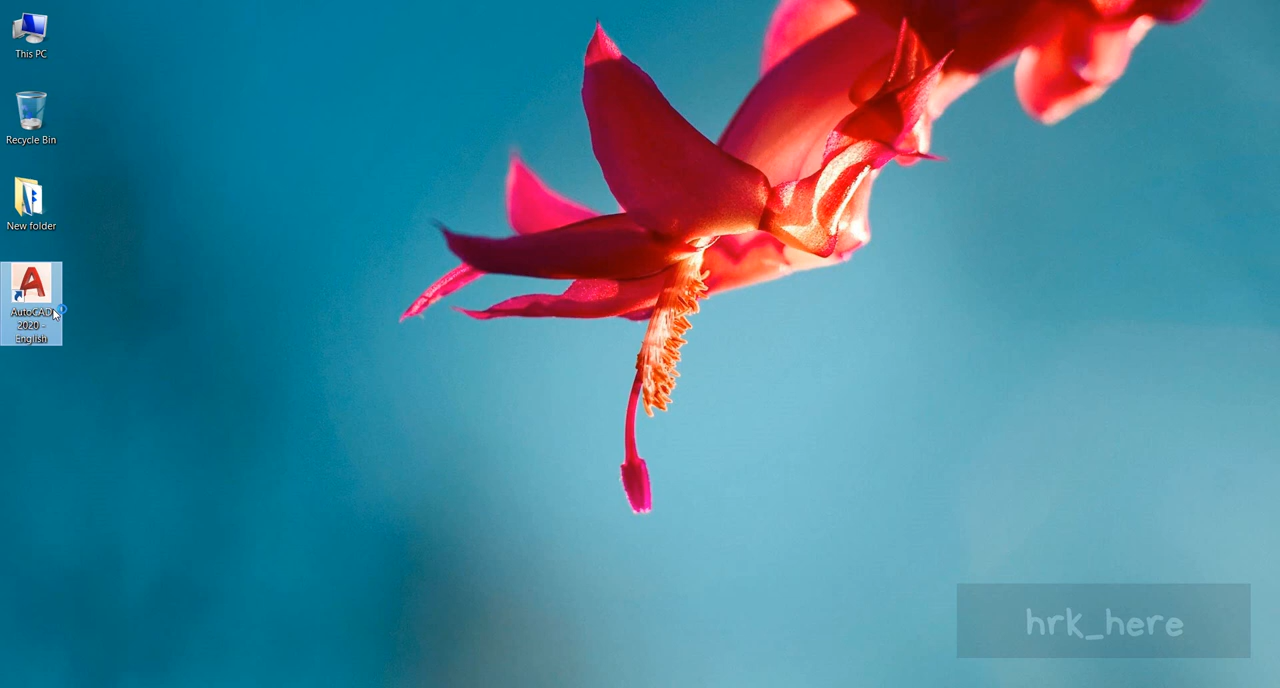 This PC
Recycle Bin
New folder
AutoCAD
2020 -
English
hrk_here